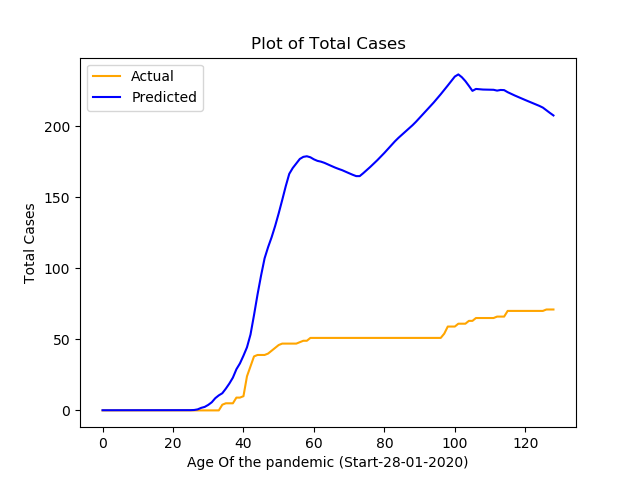 Plot of Total Cases
Actual
Predicted
200
150
100
50
0
Total Cases
0 20 40 60 80 100 120
Age Of the pandemic (Start-28-01-2020)